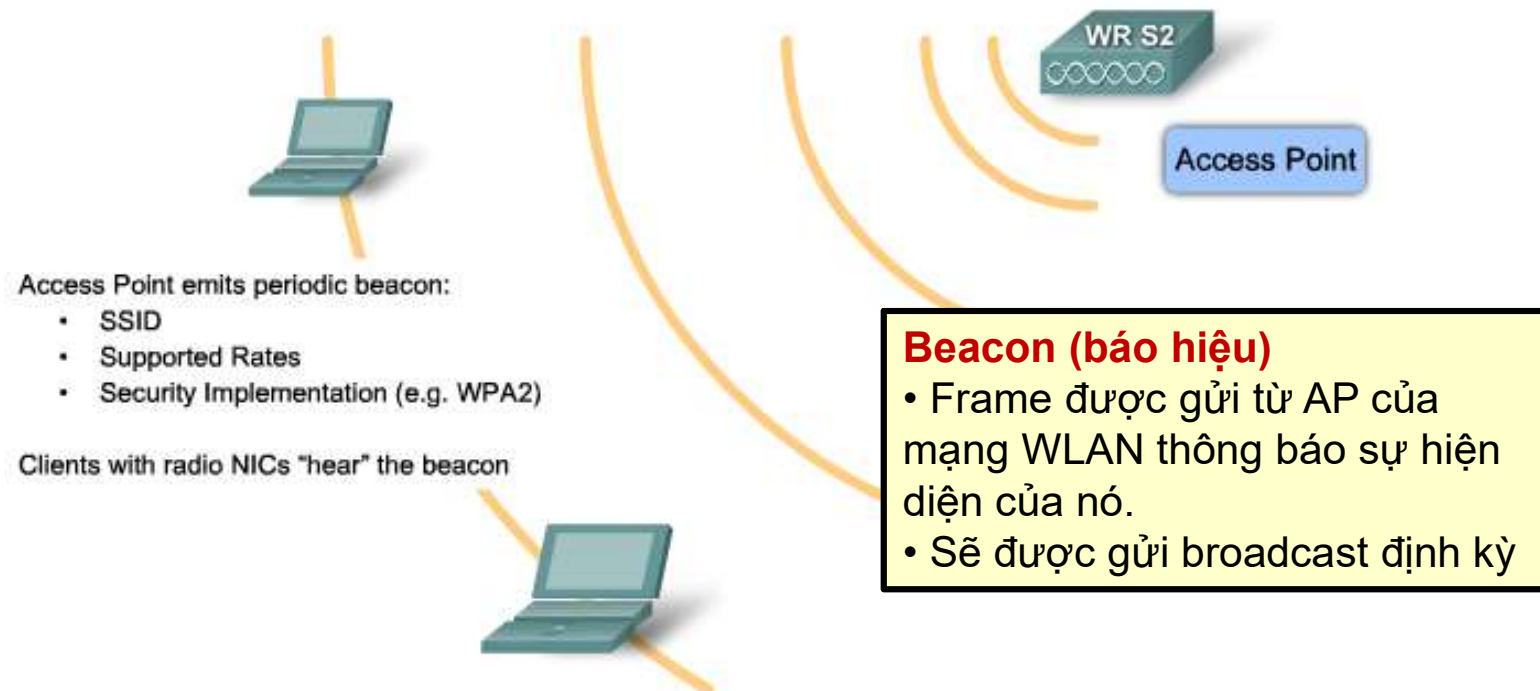 WR S2
Access Point
Access Point emits periodic beacon:
• SSID
• Supported Rates
• Security Implementation (e.g. WPA2)
Clients with radio NICs “hear” the beacon
Beacon (báo hiệu)
• Frame được gửi từ AP của
mạng WLAN thông báo sự hiện
diện của nó.
• Sẽ được gửi broadcast định kỳ